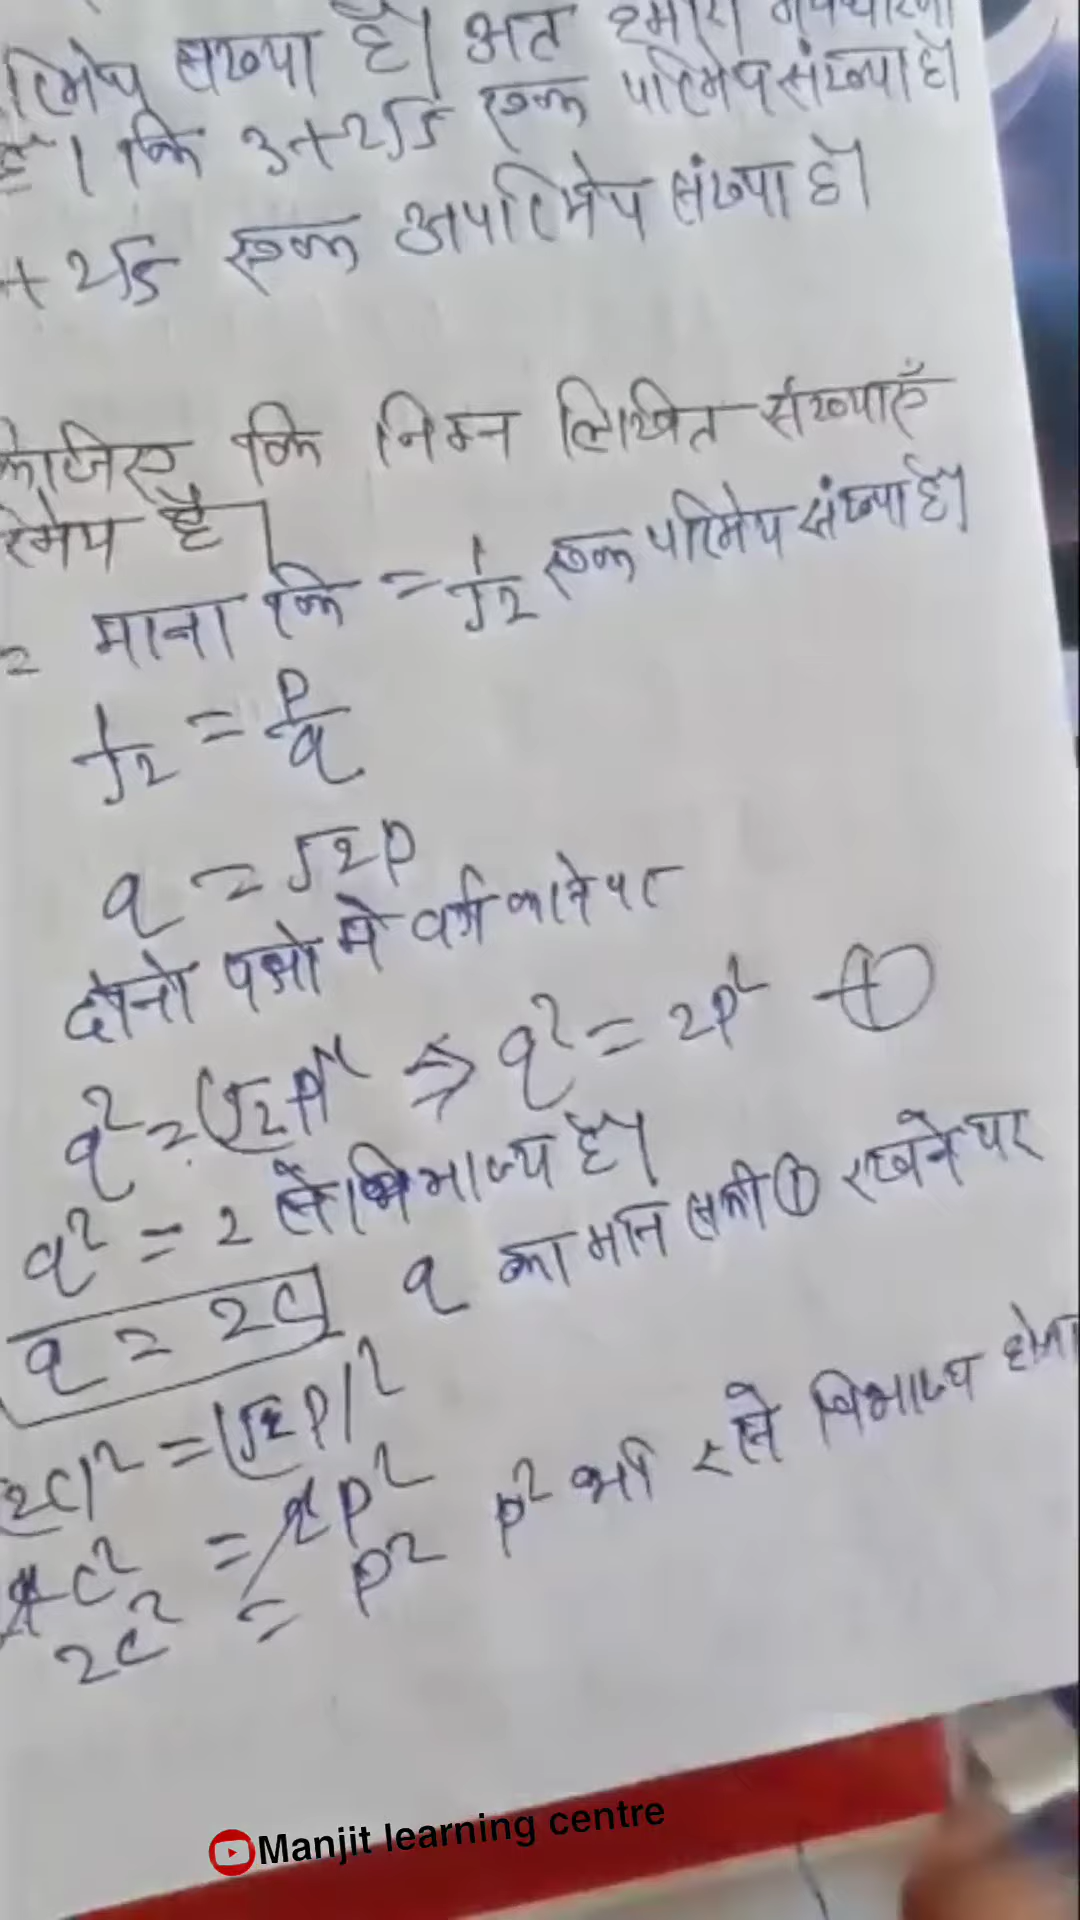 संख्या है। अत हमारी
है। कि 3+2√5 एक परिमेय संख्या है।
+ 2√5 एक अपरिमेय संख्या है।
कीजिए कि निम्न लिखित संख्याएँ
है।
माना कि = 1/√2 एक परिमेय संख्या है।
1/√2 = p/q
q = √2p
दोनो पक्षो मे वर्ग करने पर
q² = (√2p)² ⇒ q² = 2p² ①
q² = 2 से विभाज्य है।
q = 2c q का मान समी ① रखने पर
2c)² = (√2p)²
4c² = 2p²
2c² = p² p² भी 2 से विभाज्य होगा
Manjit learning centre